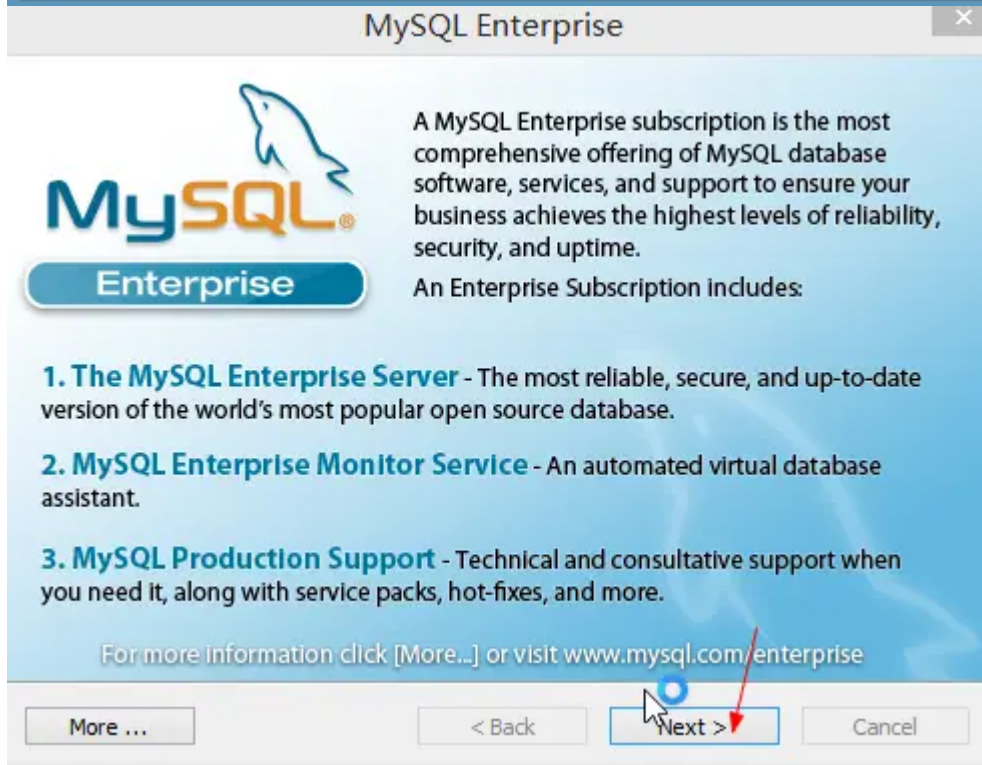 MySQL Enterprise
MySQL®
Enterprise
A MySQL Enterprise subscription is the most
comprehensive offering of MySQL database
software, services, and support to ensure your
business achieves the highest levels of reliability,
security, and uptime.
An Enterprise Subscription includes:
1. The MySQL Enterprise Server - The most reliable, secure, and up-to-date
version of the world's most popular open source database.
2. MySQL Enterprise Monitor Service - An automated virtual database
assistant.
3. MySQL Production Support - Technical and consultative support when
you need it, along with service packs, hot-fixes, and more.
For more information click [More...] or visit www.mysql.com/enterprise
More ...
< Back
Next >
Cancel